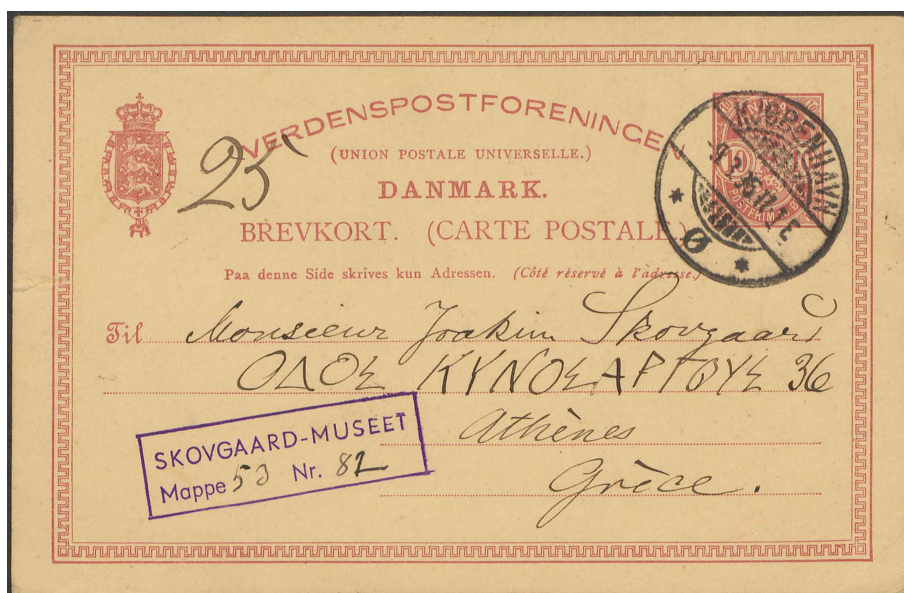 VERDENSPOSTFORENINGEN
25
(UNION POSTALE UNIVERSELLE.)
DANMARK.
BREVKORT. (CARTE POSTALE)
Paa denne Side skrives kun Adressen. (Côté réservé à l'adresse.)
KJØBENHAVN
Ø
Til Monsieur Joakim Skovgaard
ΟΔΟΣ ΚΥΝΟΣΑΡΓΟΥΣ 36
Athènes
Grèce.
SKOVGAARD-MUSEET
Mappe 53 Nr. 82